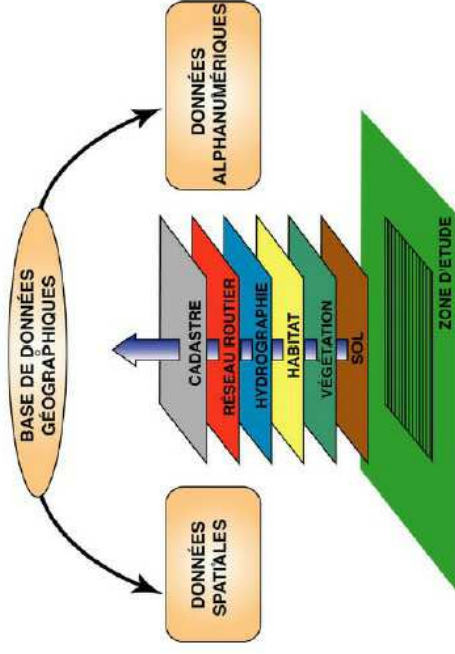 BASE DE DONNÉES
GÉOGRAPHIQUES
DONNÉES
SPATIALES
DONNÉES
ALPHANUMÉRIQUES
CADASTRE
RÉSEAU ROUTIER
HYDROGRAPHIE
HABITAT
VÉGÉTATION
SOL
ZONE D'ETUDE